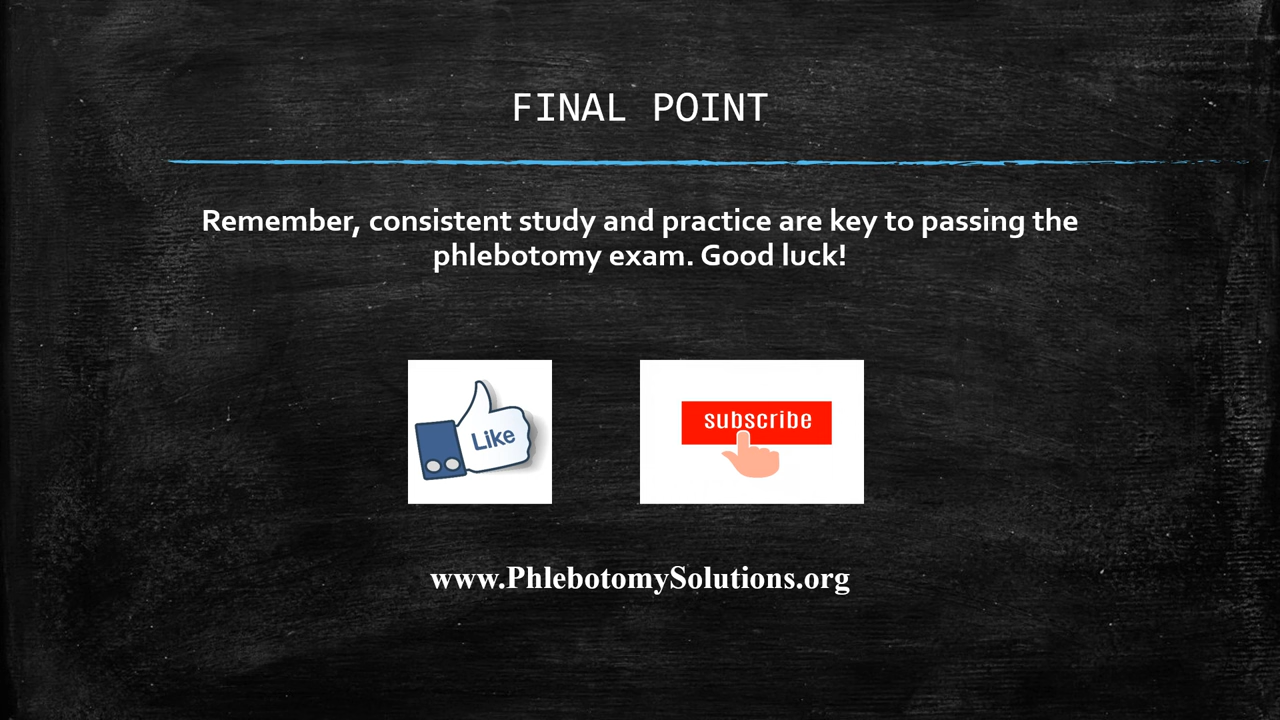 FINAL POINT
Remember, consistent study and practice are key to passing the
phlebotomy exam. Good luck!
Like
subscribe
www.PhlebotomySolutions.org